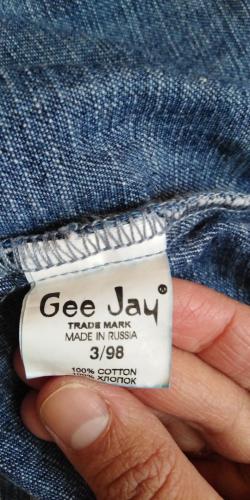 Gee Jay®
TRADE MARK
MADE IN RUSSIA
3/98
100% COTTON
100% ХЛОПОК